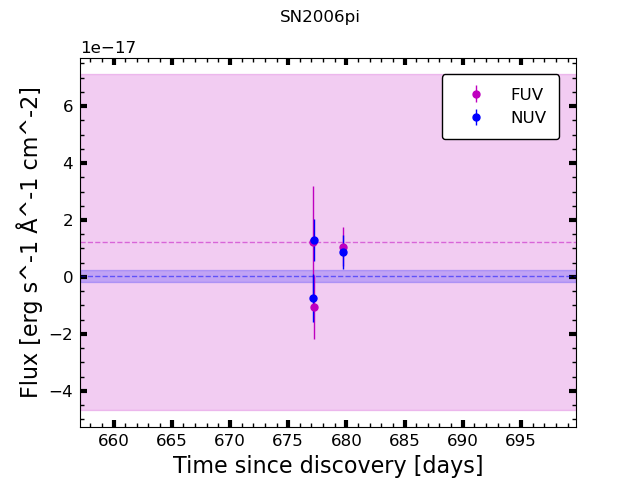 SN2006pi
1e−17
FUV
NUV
6
4
2
0
−2
−4
Flux [erg s^-1 Å^-1 cm^-2]
660 665 670 675 680 685 690 695
Time since discovery [days]